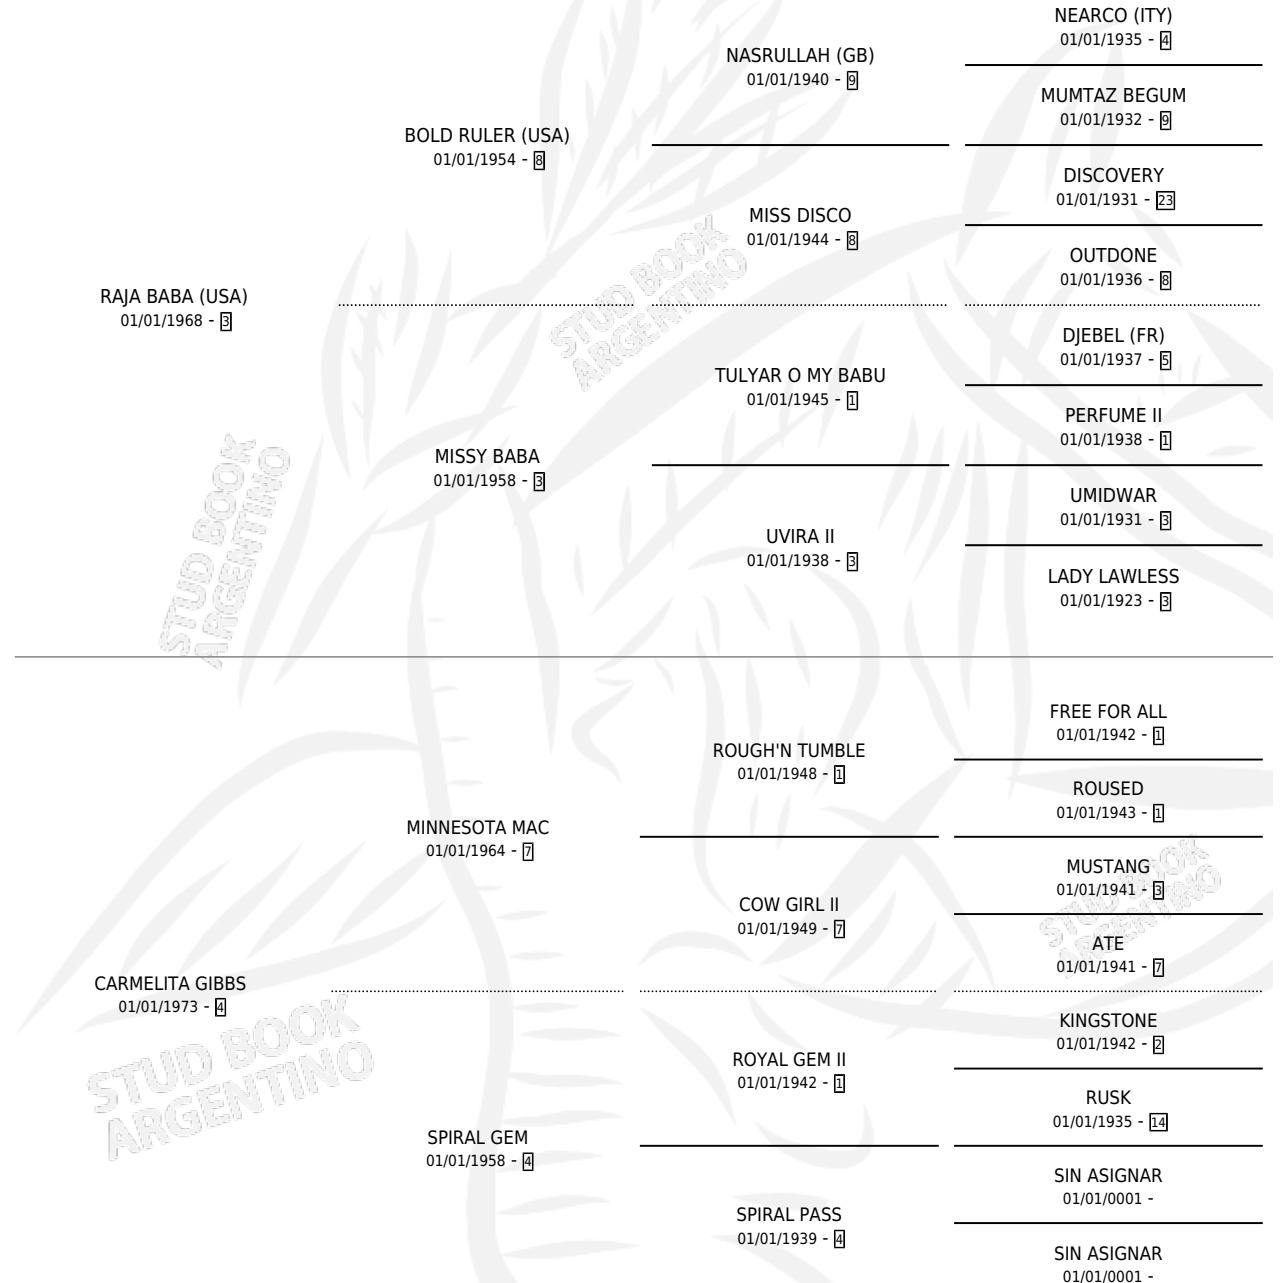 NEARCO (ITY)
01/01/1935 - 4
NASRULLAH (GB)
01/01/1940 - 9
MUMTAZ BEGUM
01/01/1932 - 9
BOLD RULER (USA)
01/01/1954 - 8
DISCOVERY
01/01/1931 - 23
MISS DISCO
01/01/1944 - 8
OUTDONE
01/01/1936 - 8
RAJA BABA (USA)
01/01/1968 - 3
DJEBEL (FR)
01/01/1937 - 5
TULYAR O MY BABU
01/01/1945 - 1
PERFUME II
01/01/1938 - 1
MISSY BABA
01/01/1958 - 3
UMIDWAR
01/01/1931 - 3
UVIRA II
01/01/1938 - 3
LADY LAWLESS
01/01/1923 - 3
FREE FOR ALL
01/01/1942 - 1
ROUGH'N TUMBLE
01/01/1948 - 1
ROUSED
01/01/1943 - 1
MINNESOTA MAC
01/01/1964 - 7
MUSTANG
01/01/1941 - 3
COW GIRL II
01/01/1949 - 7
ATE
01/01/1941 - 7
CARMELITA GIBBS
01/01/1973 - 4
KINGSTONE
01/01/1942 - 2
ROYAL GEM II
01/01/1942 - 1
RUSK
01/01/1935 - 14
SPIRAL GEM
01/01/1958 - 4
SIN ASIGNAR
01/01/0001 -
SPIRAL PASS
01/01/1939 - 4
SIN ASIGNAR
01/01/0001 -
STUD BOOK
ARGENTINO
STUD BOOK
ARGENTINO
STUD BOOK
ARGENTINO
STUD BOOK
ARGENTINO